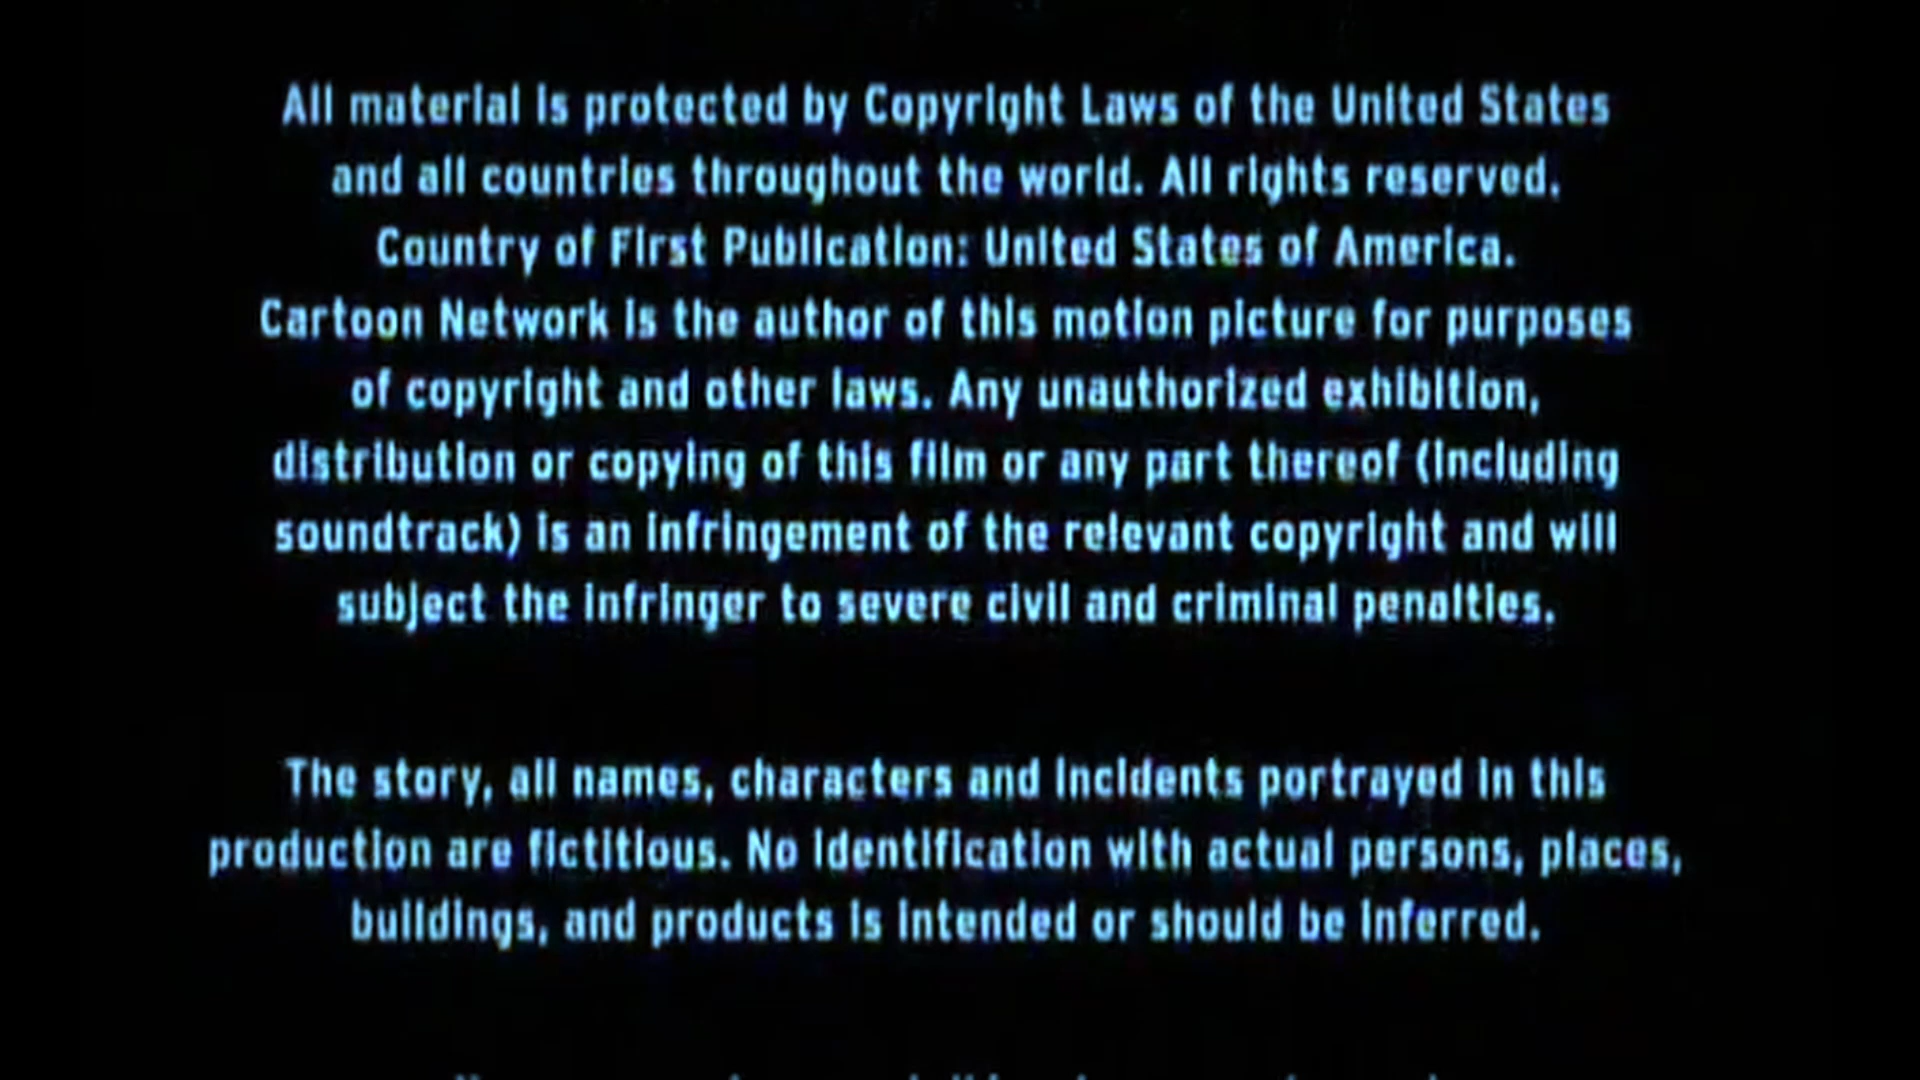 All material is protected by Copyright Laws of the United States
and all countries throughout the world. All rights reserved.
Country of First Publication: United States of America.
Cartoon Network is the author of this motion picture for purposes
of copyright and other laws. Any unauthorized exhibition,
distribution or copying of this film or any part thereof (including
soundtrack) is an infringement of the relevant copyright and will
subject the infringer to severe civil and criminal penalties.
The story, all names, characters and incidents portrayed in this
production are fictitious. No identification with actual persons, places,
buildings, and products is intended or should be inferred.